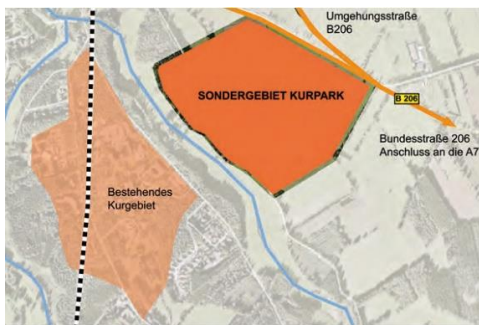 Umgehungsstraße
B206
SONDERGEBIET KURPARK
B 206
Bundesstraße 206
Anschluss an die A7
Bestehendes
Kurgebiet